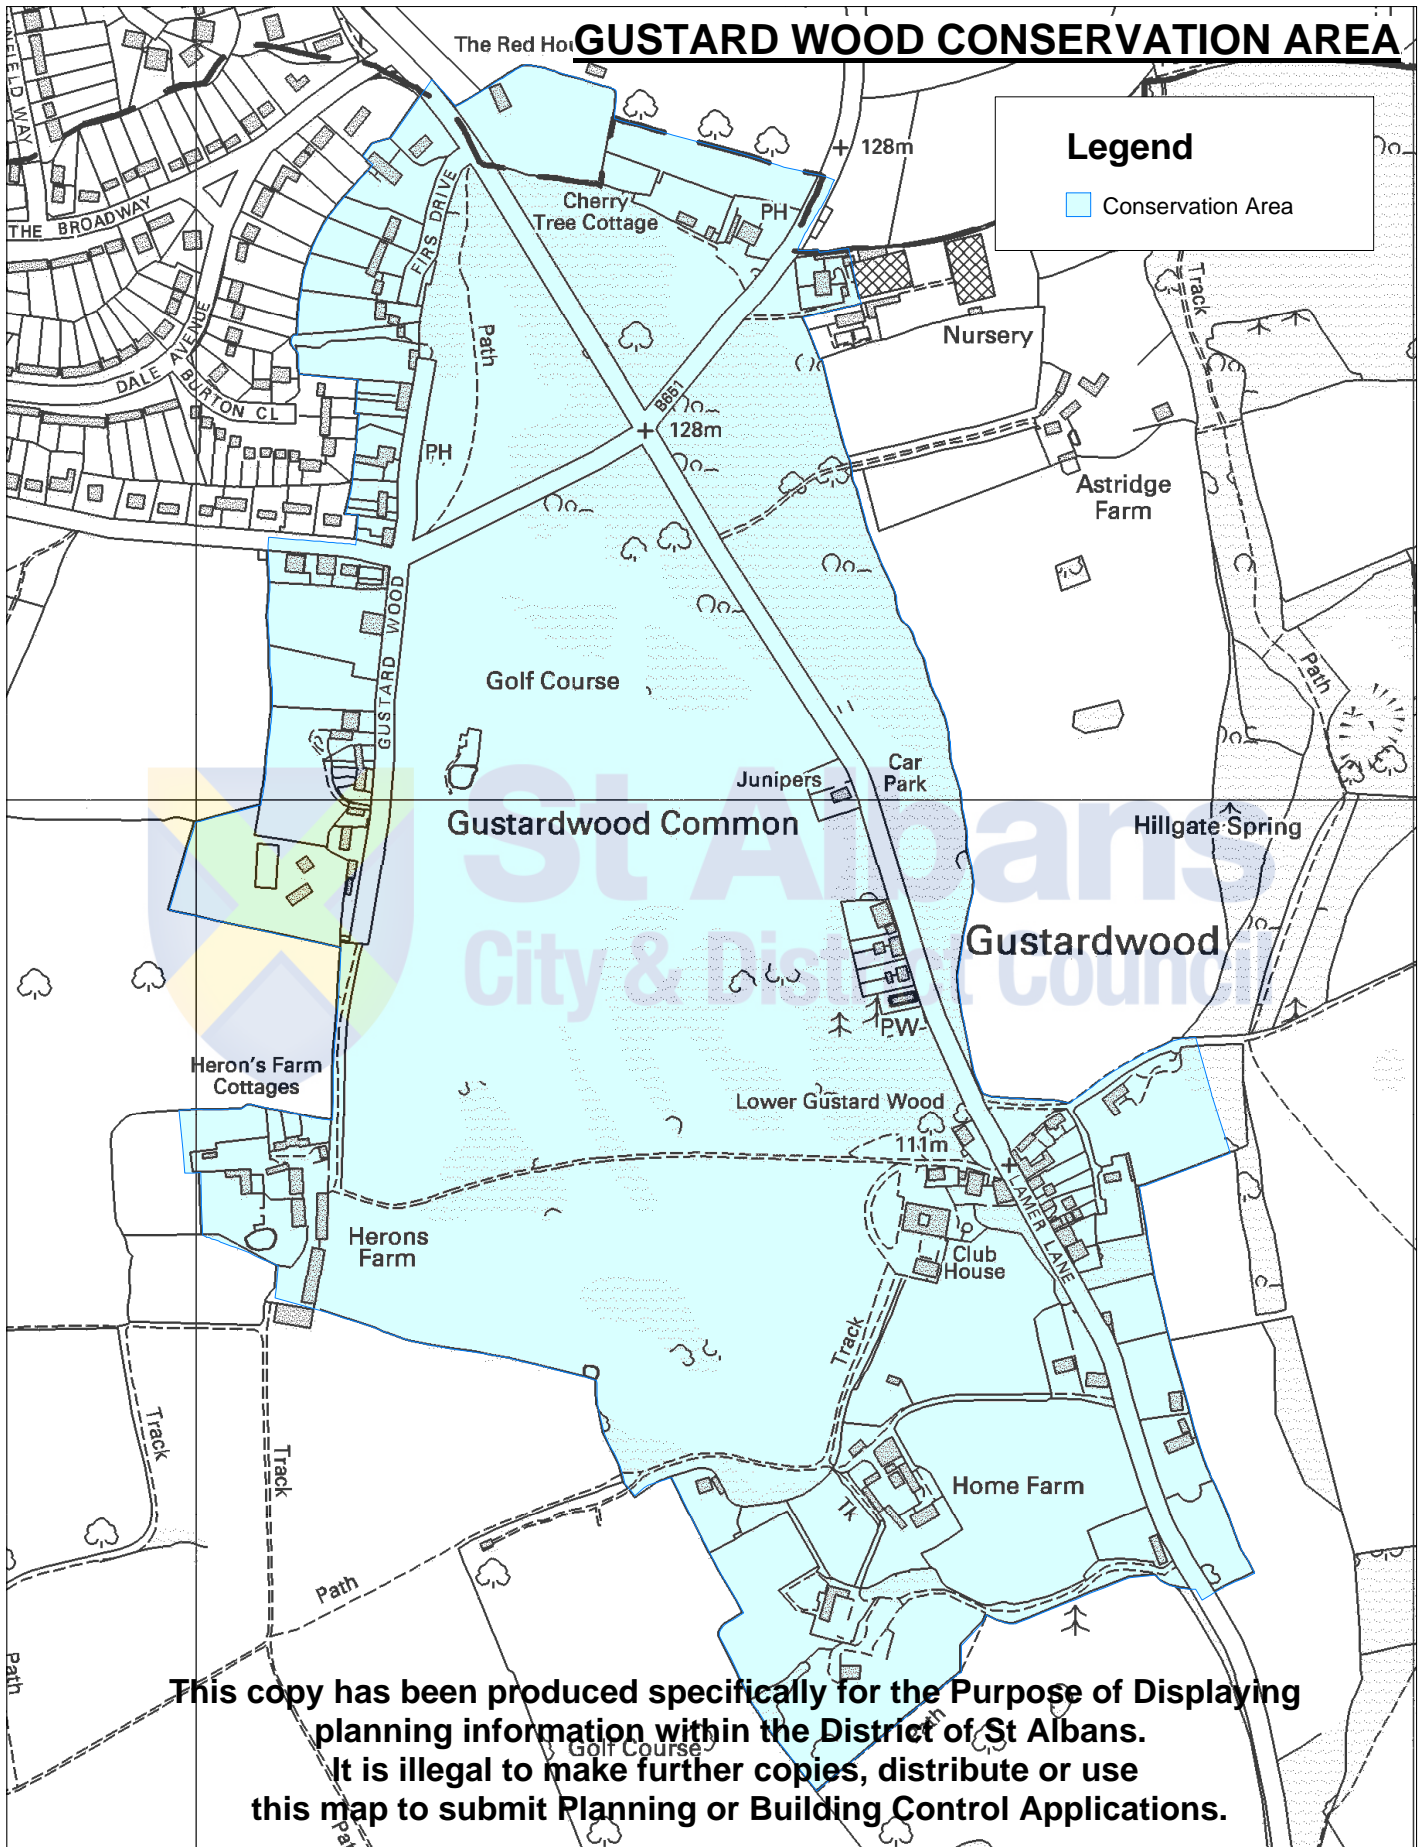 GUSTARD WOOD CONSERVATION AREA
The Red Hou
Legend
Conservation Area
128m
THE BROADWAY
FIRS DRIVE
Cherry
Tree Cottage
PH
Path
Track
Nursery
DALE AVENUE
BURTON CL
B651
128m
PH
Astridge
Farm
GUSTARD WOOD
Golf Course
Path
Junipers
Car
Park
Gustardwood Common
Hillgate Spring
St Albans
City & District Council
Gustardwood
PW
Heron's Farm
Cottages
Lower Gustard Wood
111m
LAMER LANE
Herons
Farm
Club
House
Track
Track
Track
Home Farm
Tk
Path
Path
This copy has been produced specifically for the Purpose of Displaying
planning information within the District of St Albans.
Path
Golf Course
It is illegal to make further copies, distribute or use
this map to submit Planning or Building Control Applications.